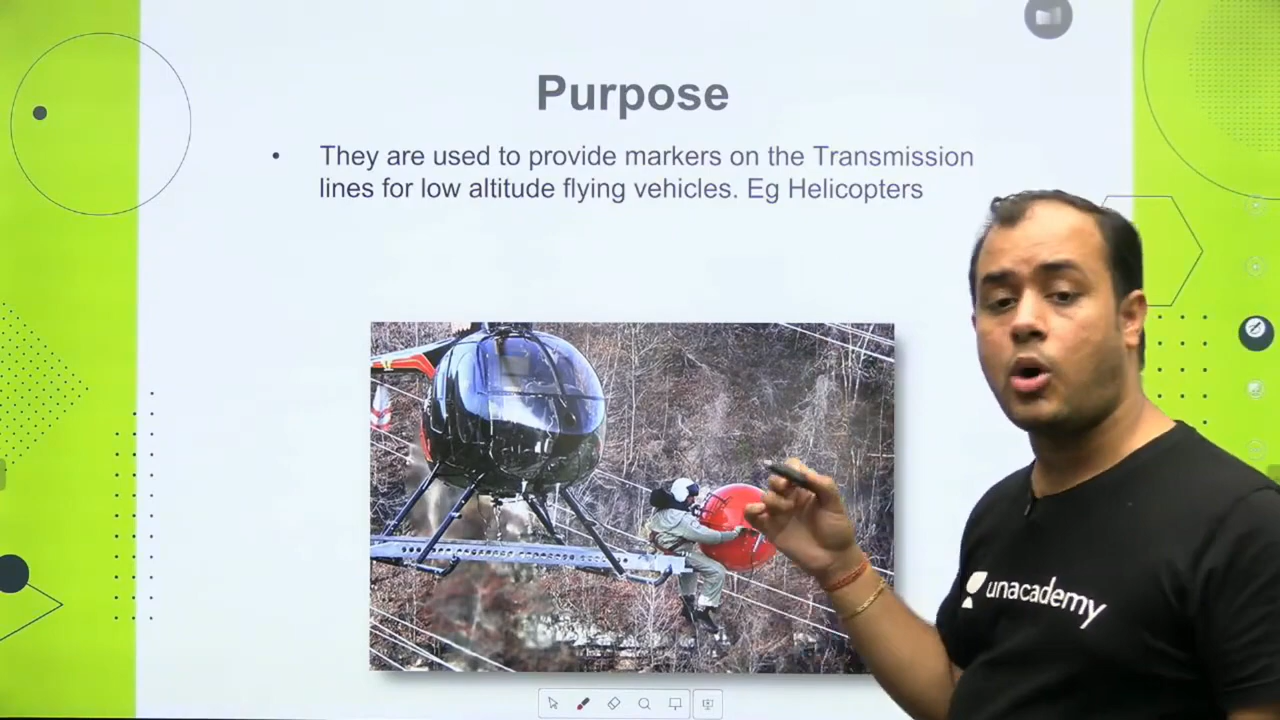 Purpose
• They are used to provide markers on the Transmission
lines for low altitude flying vehicles. Eg Helicopters
unacademy